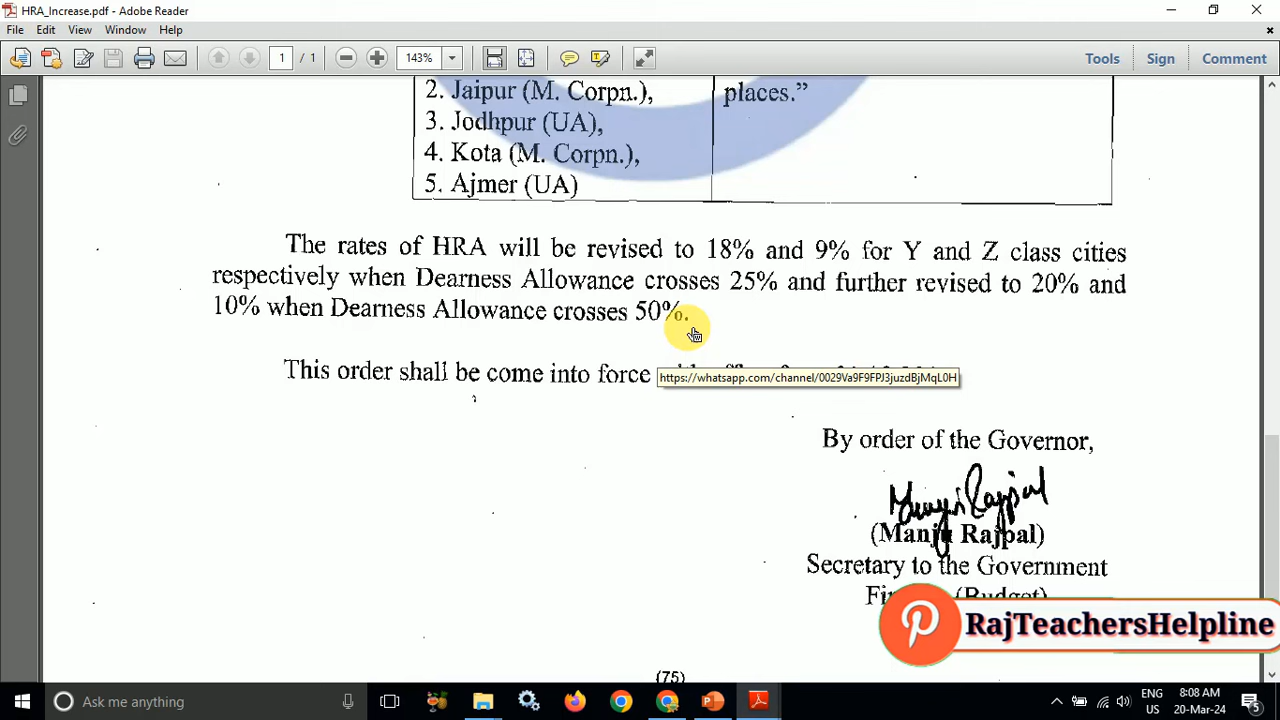 HRA_Increase.pdf - Adobe Reader
File Edit View Window Help
1 / 1 143% Tools Sign Comment
2. Jaipur (M. Corpn.), places.”
3. Jodhpur (UA),
4. Kota (M. Corpn.),
5. Ajmer (UA)
The rates of HRA will be revised to 18% and 9% for Y and Z class cities
respectively when Dearness Allowance crosses 25% and further revised to 20% and
10% when Dearness Allowance crosses 50%.
This order shall be come into force
https://whatsapp.com/channel/0029Va9F9FPJ3juzdBjMqL0H
By order of the Governor,
(Manju Rajpal)
Secretary to the Government
(Budget)
RajTeachersHelpline
(75)
Ask me anything
ENG 8:08 AM
US 20-Mar-24 5